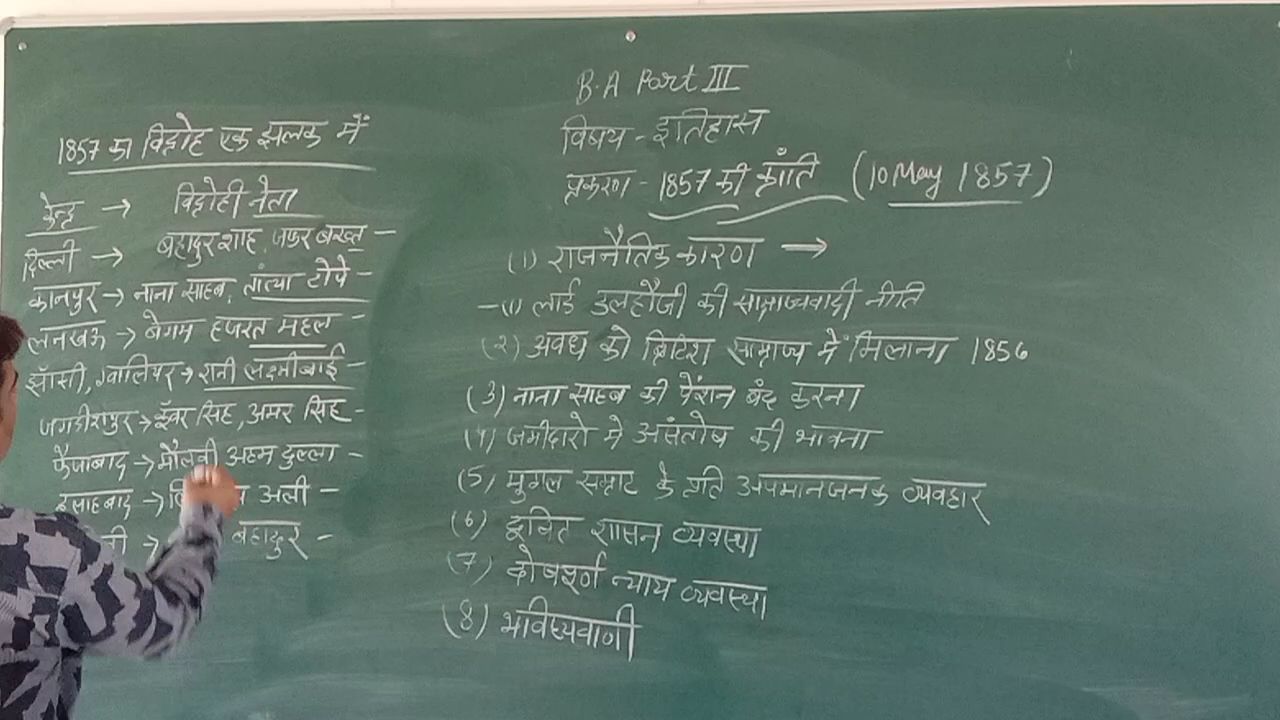 B.A Part III
विषय - इतिहास
प्रकरण - 1857 की क्रांति (10 May 1857)
(1) राजनैतिक कारण →
-(1) लार्ड डलहौजी की साम्राज्यवादी नीति
(2) अवध को ब्रिटिश साम्राज्य में मिलाना 1856
(3) नाना साहब की पेंशन बंद करना
(4) जमीदारो मे असंतोष की भावना
(5) मुगल सम्राट के प्रति अपमानजनक व्यवहार
(6) दूषित शासन व्यवस्था
(7) दोषपूर्ण न्याय व्यवस्था
(8) भविष्यवाणी
1857 का विद्रोह एक झलक में
केन्द्र → विद्रोही नेता
दिल्ली → बहादुर शाह, जफर बख्त -
कानपुर → नाना साहब, तांत्या टोपे -
लनखऊ → बेगम हजरत महल -
झाँसी, ग्वालियर → रानी लक्ष्मीबाई -
जगदीशपुर → कुँवर सिंह, अमर सिंह -
फैजाबाद → मौलवी अहम दुल्ला -
इलाहबाद → अली -
→ बहादुर -